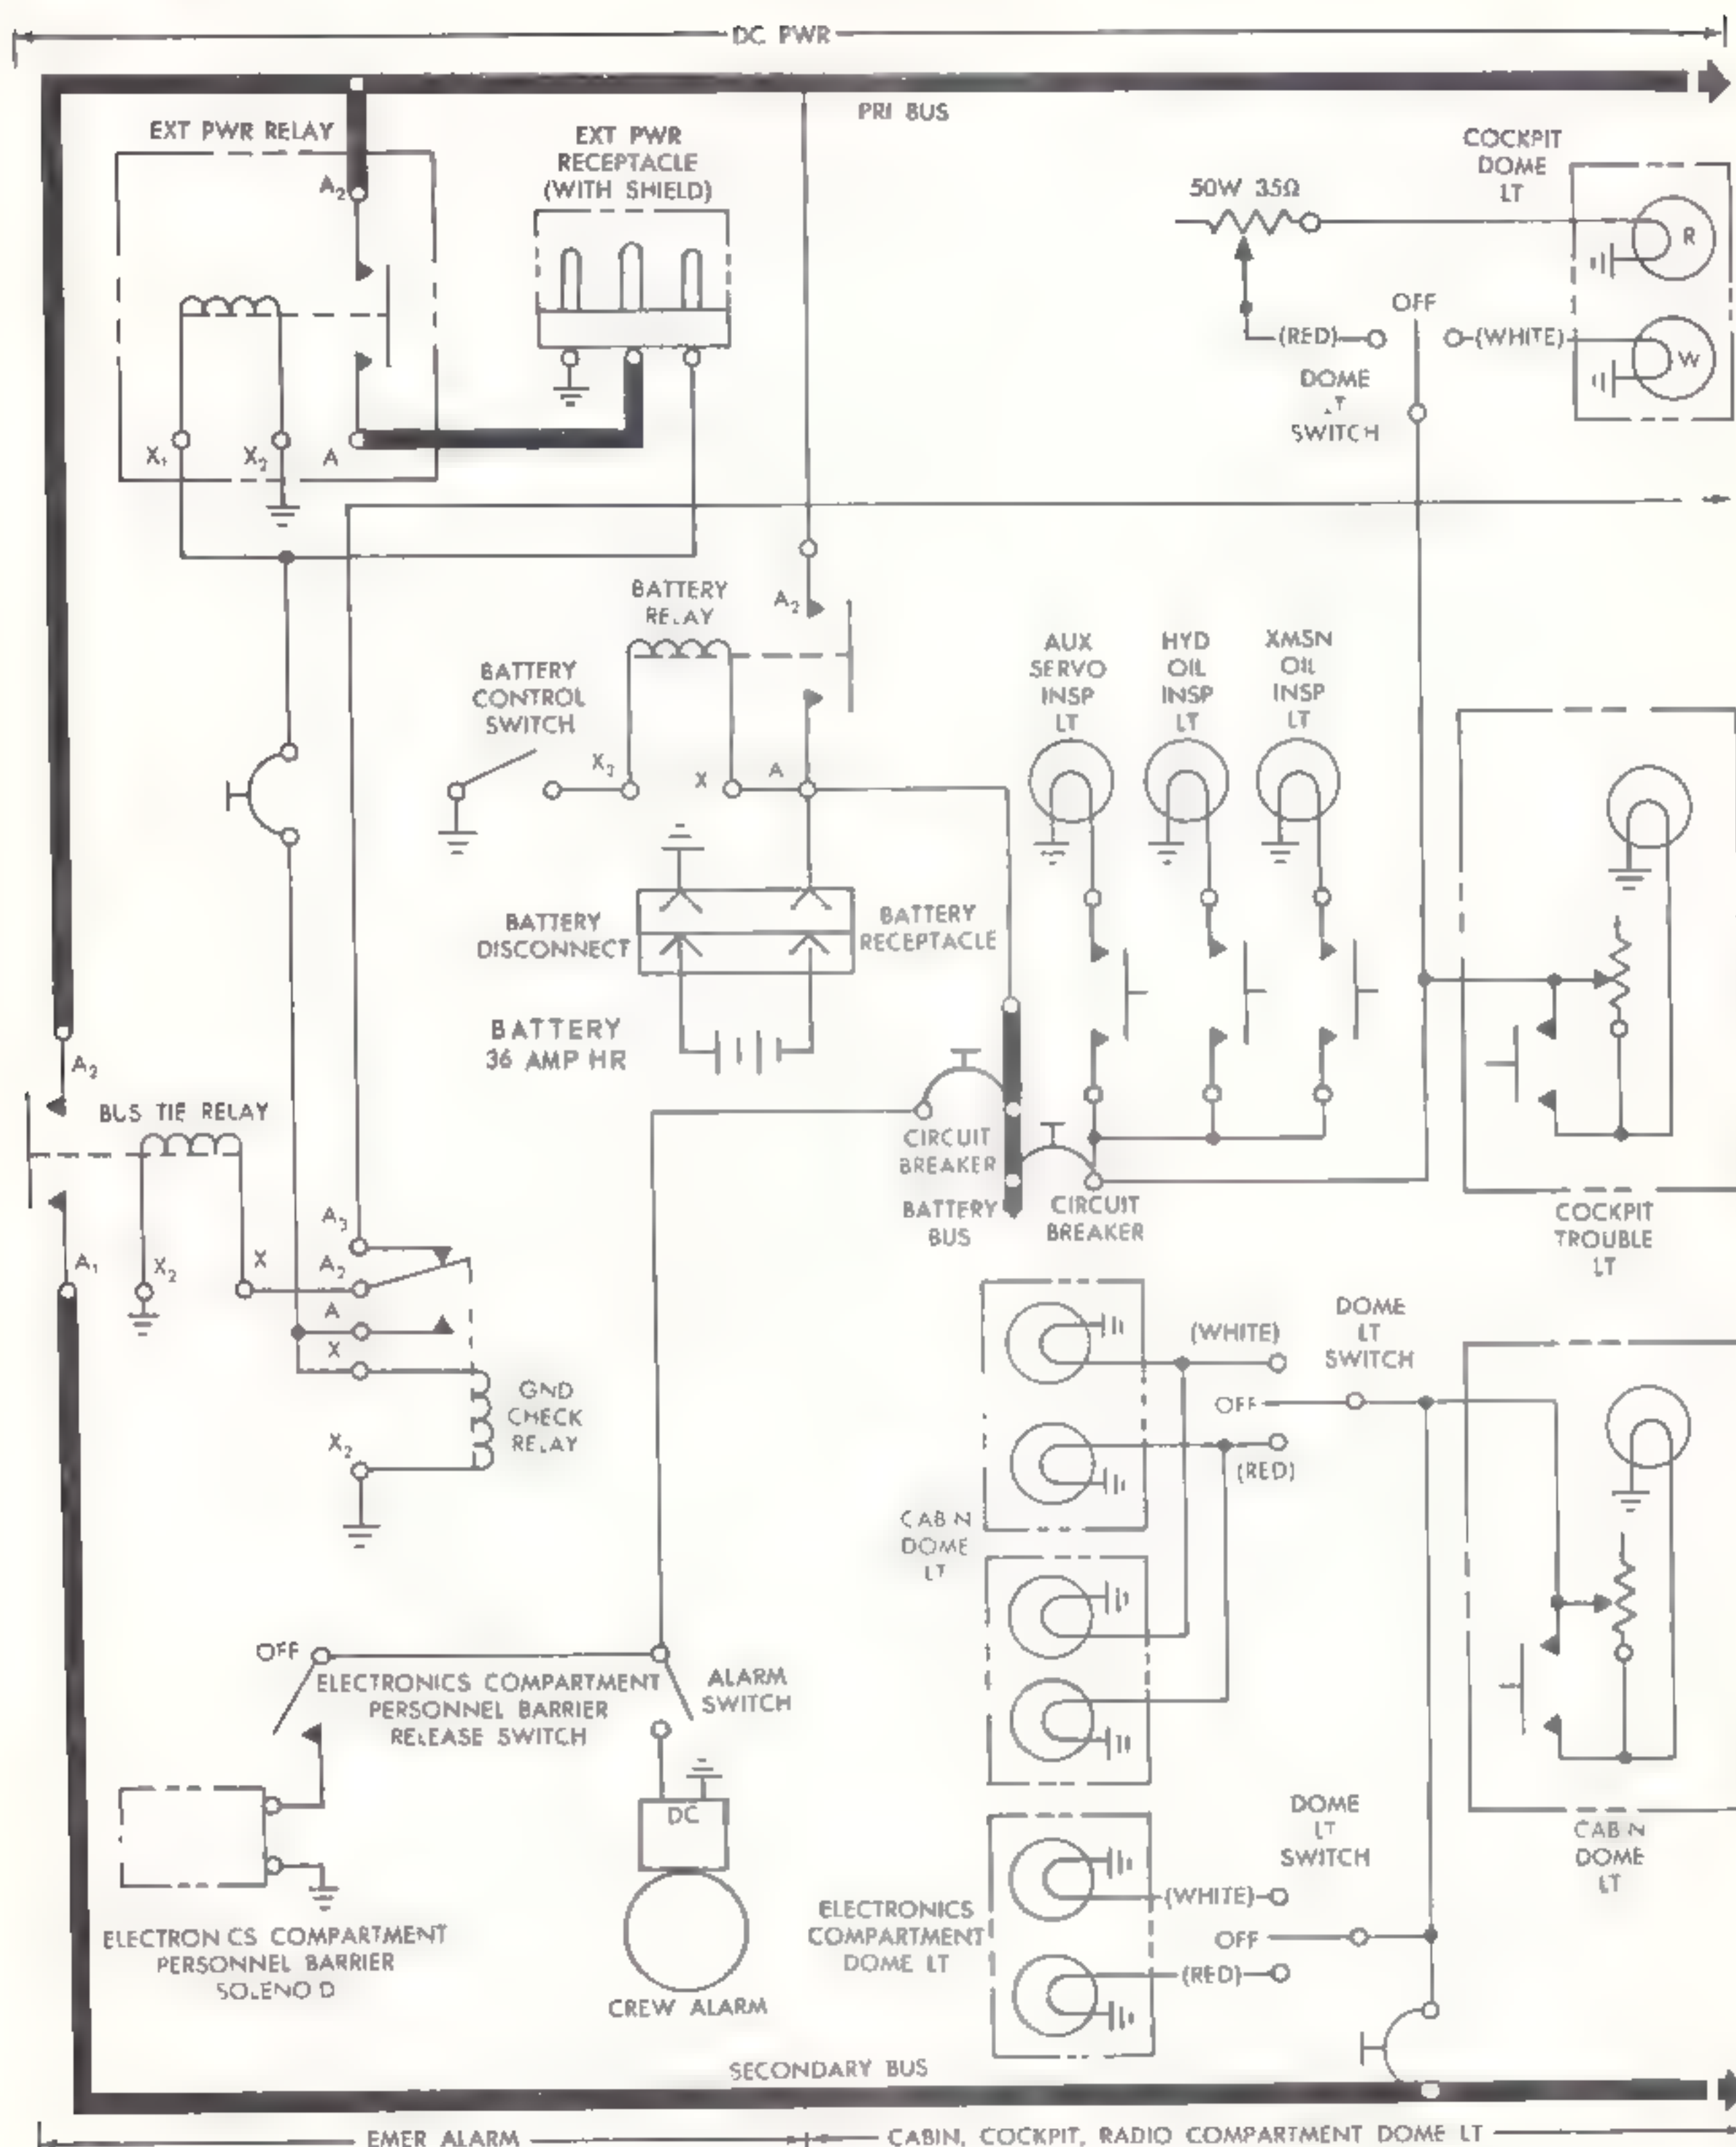 DC PWR
PRI BUS
EXT PWR RELAY
A2
X1
X2
A
EXT PWR
RECEPTACLE
(WITH SHIELD)
COCKPIT
DOME
LT
50W 35Ω
R
OFF
(RED)
(WHITE)
W
DOME
LT
SWITCH
BATTERY
RELAY
A2
BATTERY
CONTROL
SWITCH
X2
X
A
AUX
SERVO
INSP
LT
HYD
OIL
INSP
LT
XMSN
OIL
INSP
LT
BATTERY
DISCONNECT
BATTERY
RECEPTACLE
BATTERY
36 AMP HR
A2
BUS TIE RELAY
CIRCUIT
BREAKER
BATTERY
BUS
CIRCUIT
BREAKER
COCKPIT
TROUBLE
LT
A1
X2
X
A3
A2
A
X
X2
GND
CHECK
RELAY
(WHITE)
OFF
(RED)
DOME
LT
SWITCH
CABIN
DOME
LT
OFF
ELECTRONICS COMPARTMENT
PERSONNEL BARRIER
RELEASE SWITCH
ALARM
SWITCH
DC
CREW ALARM
ELECTRONICS COMPARTMENT
PERSONNEL BARRIER
SOLENOID
DOME
LT
SWITCH
(WHITE)
OFF
(RED)
ELECTRONICS
COMPARTMENT
DOME LT
CABIN
DOME
LT
SECONDARY BUS
EMER ALARM
CABIN, COCKPIT, RADIO COMPARTMENT DOME LT